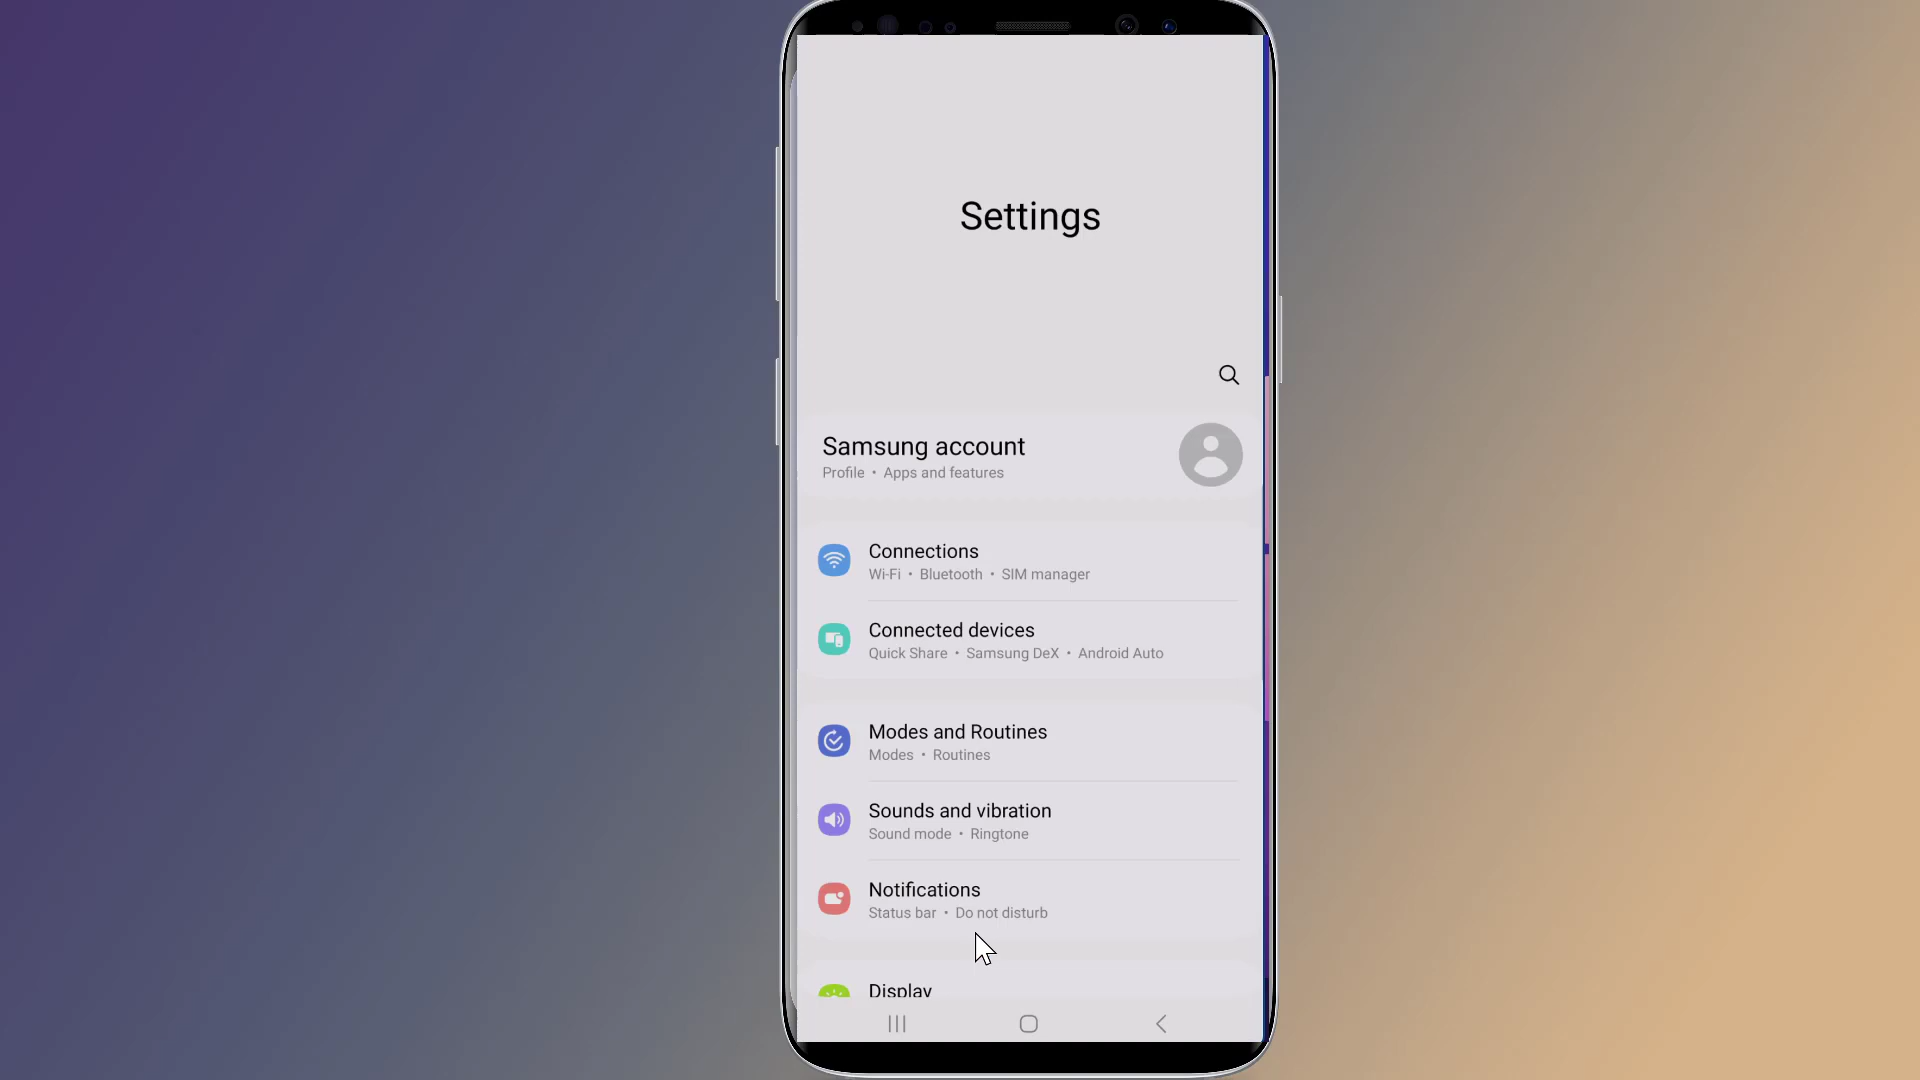 Settings
Samsung account
Profile • Apps and features
Connections
Wi-Fi • Bluetooth • SIM manager
Connected devices
Quick Share • Samsung DeX • Android Auto
Modes and Routines
Modes • Routines
Sounds and vibration
Sound mode • Ringtone
Notifications
Status bar • Do not disturb
Display